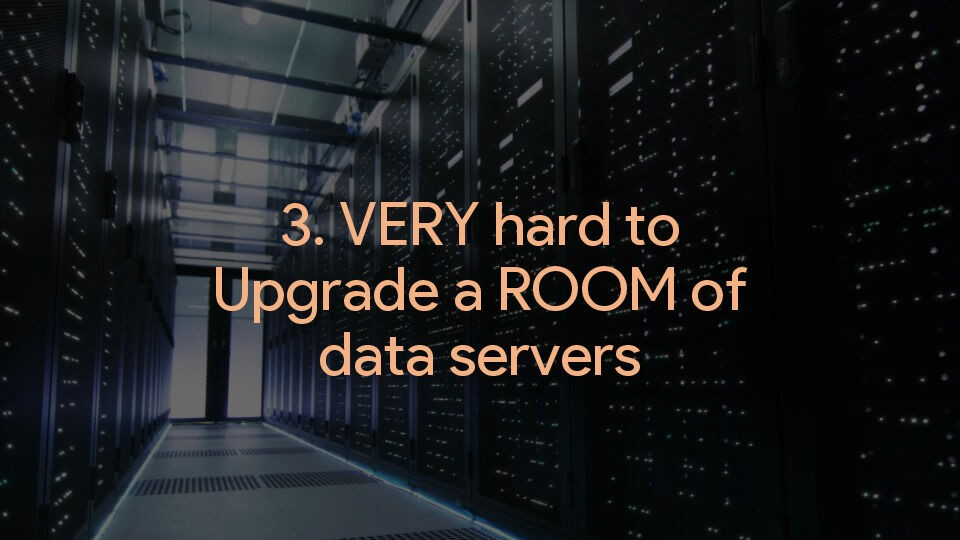 3. VERY hard to
Upgrade a ROOM of
data servers